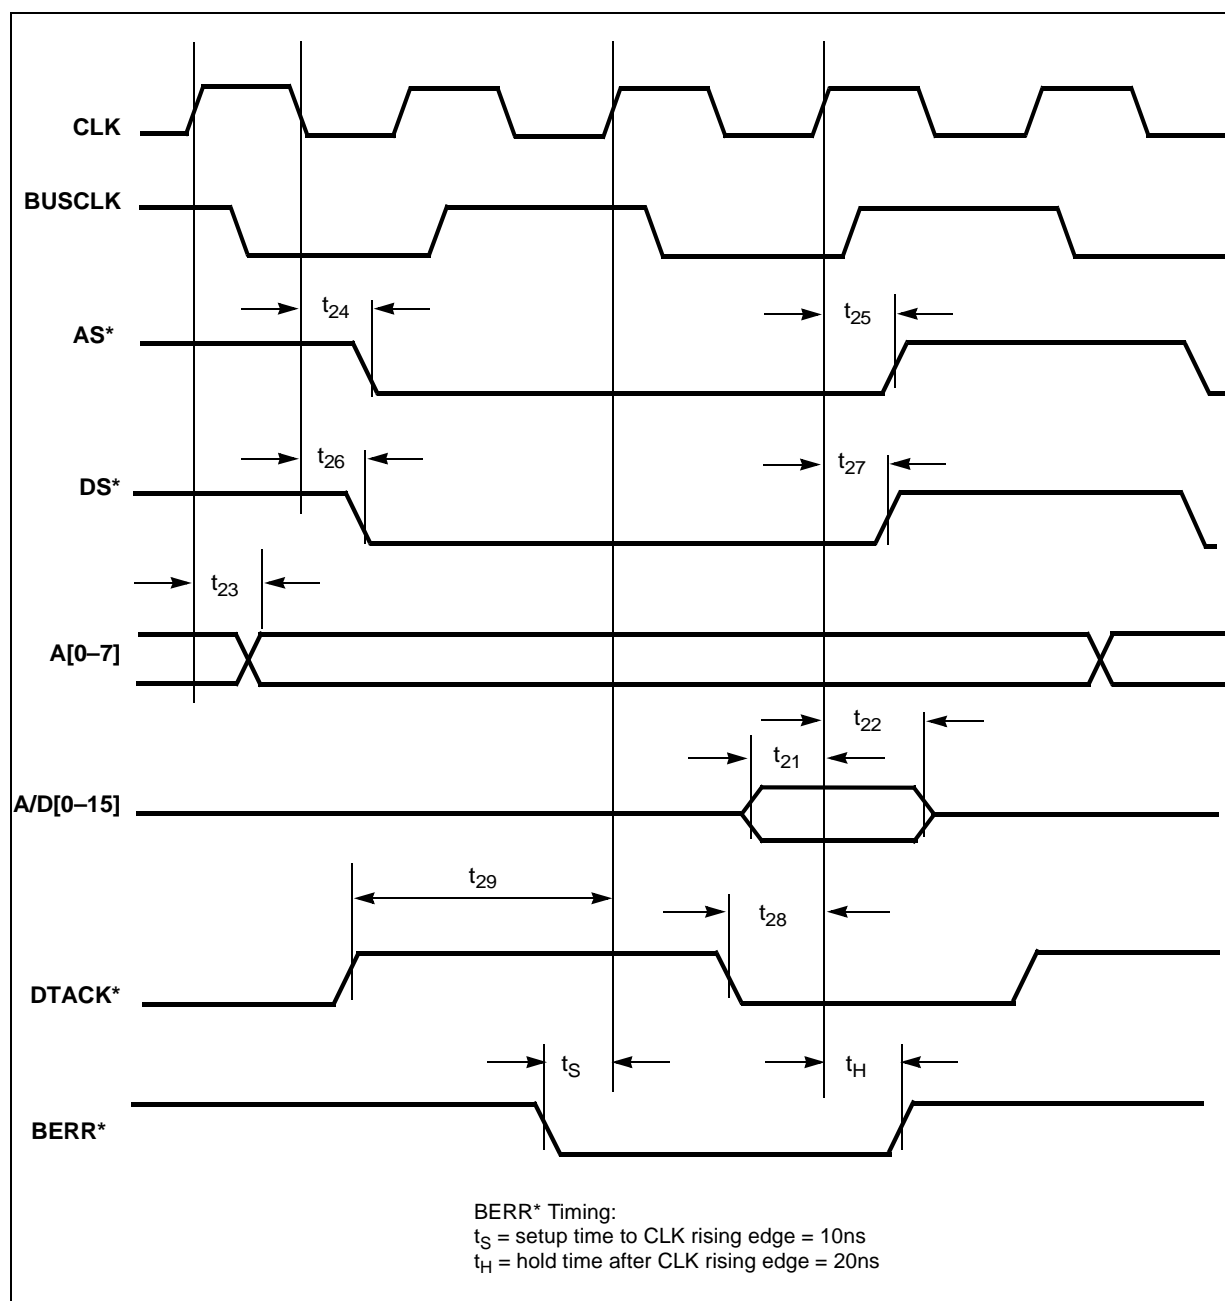 CLK
BUSCLK
t24
t25
AS*
t26
t27
DS*
t23
A[0–7]
t22
t21
A/D[0–15]
t29
t28
DTACK*
tS
tH
BERR*
BERR* Timing:
tS = setup time to CLK rising edge = 10ns
tH = hold time after CLK rising edge = 20ns